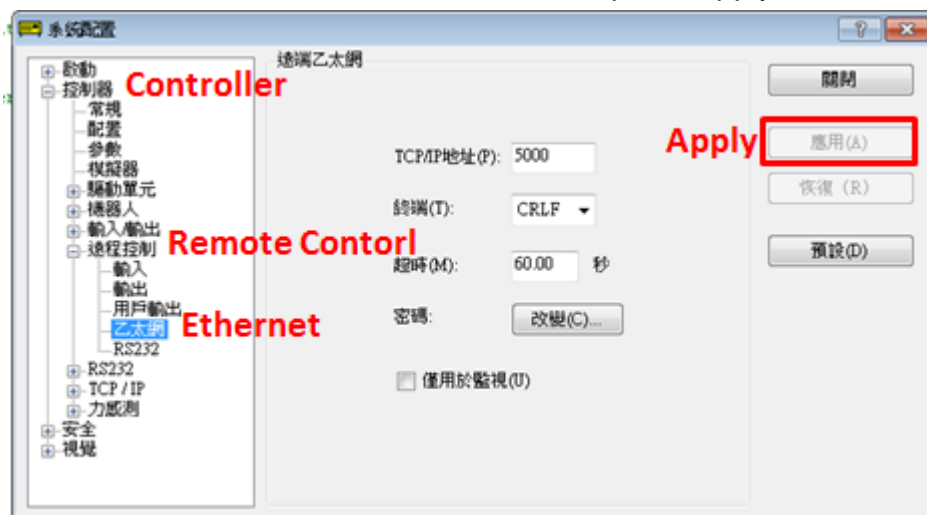 系統配置
啟動
控制器 Controller
常規
配置
參數
模擬器
驅動單元
機器人
輸入/輸出
遠程控制 Remote Contorl
輸入
輸出
用戶輸出
乙太網 Ethernet
RS232
RS232
TCP / IP
力感測
安全
視覺
遠端乙太網
TCP/IP地址(P): 5000
終端(T): CRLF
超時(M): 60.00 秒
密碼: 改變(C)...
僅用於監視(U)
關閉
Apply 應用(A)
恢復 (R)
預設(D)